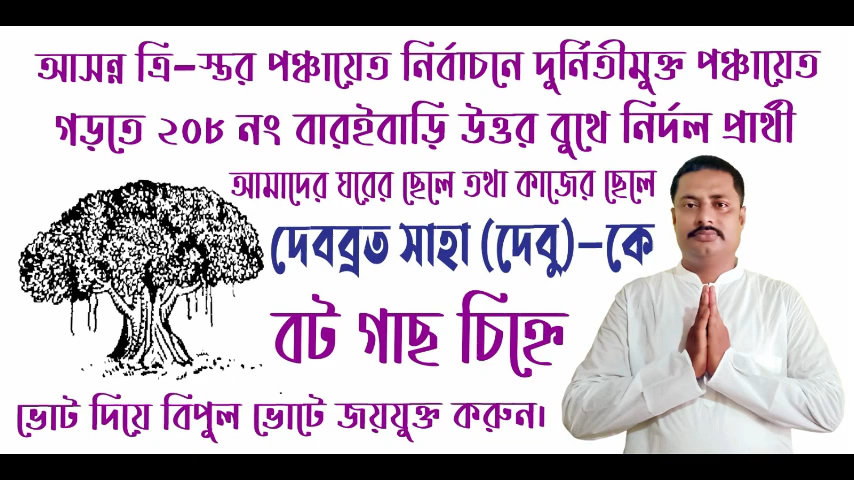 আসন্ন ত্রি-স্তর পঞ্চায়েত নির্বাচনে দুর্নিতীমুক্ত পঞ্চায়েত
গড়তে ২০৮ নং বারইবাড়ি উত্তর বুথে নির্দল প্রার্থী
আমাদের ঘরের ছেলে তথা কাজের ছেলে
দেবব্রত সাহা (দেবু)-কে
বট গাছ চিহ্নে
ভোট দিয়ে বিপুল ভোটে জয়যুক্ত করুন।